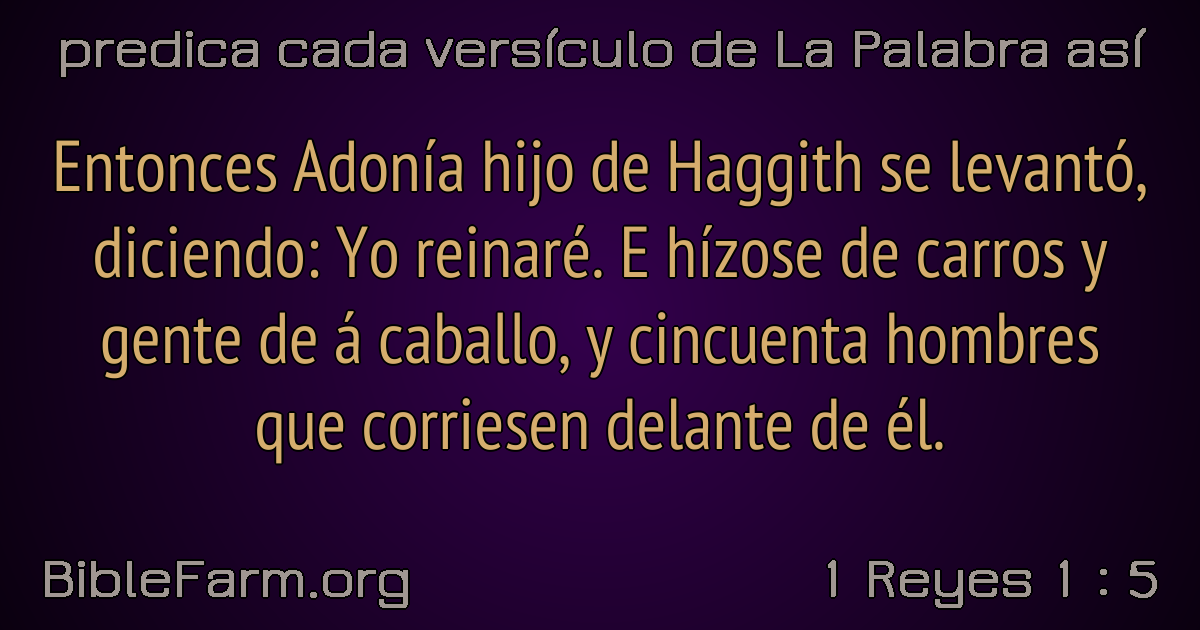 predica cada versículo de La Palabra así
Entonces Adonía hijo de Haggith se levantó,
diciendo: Yo reinaré. E hízose de carros y
gente de á caballo, y cincuenta hombres
que corriesen delante de él.
BibleFarm.org
1 Reyes 1 : 5